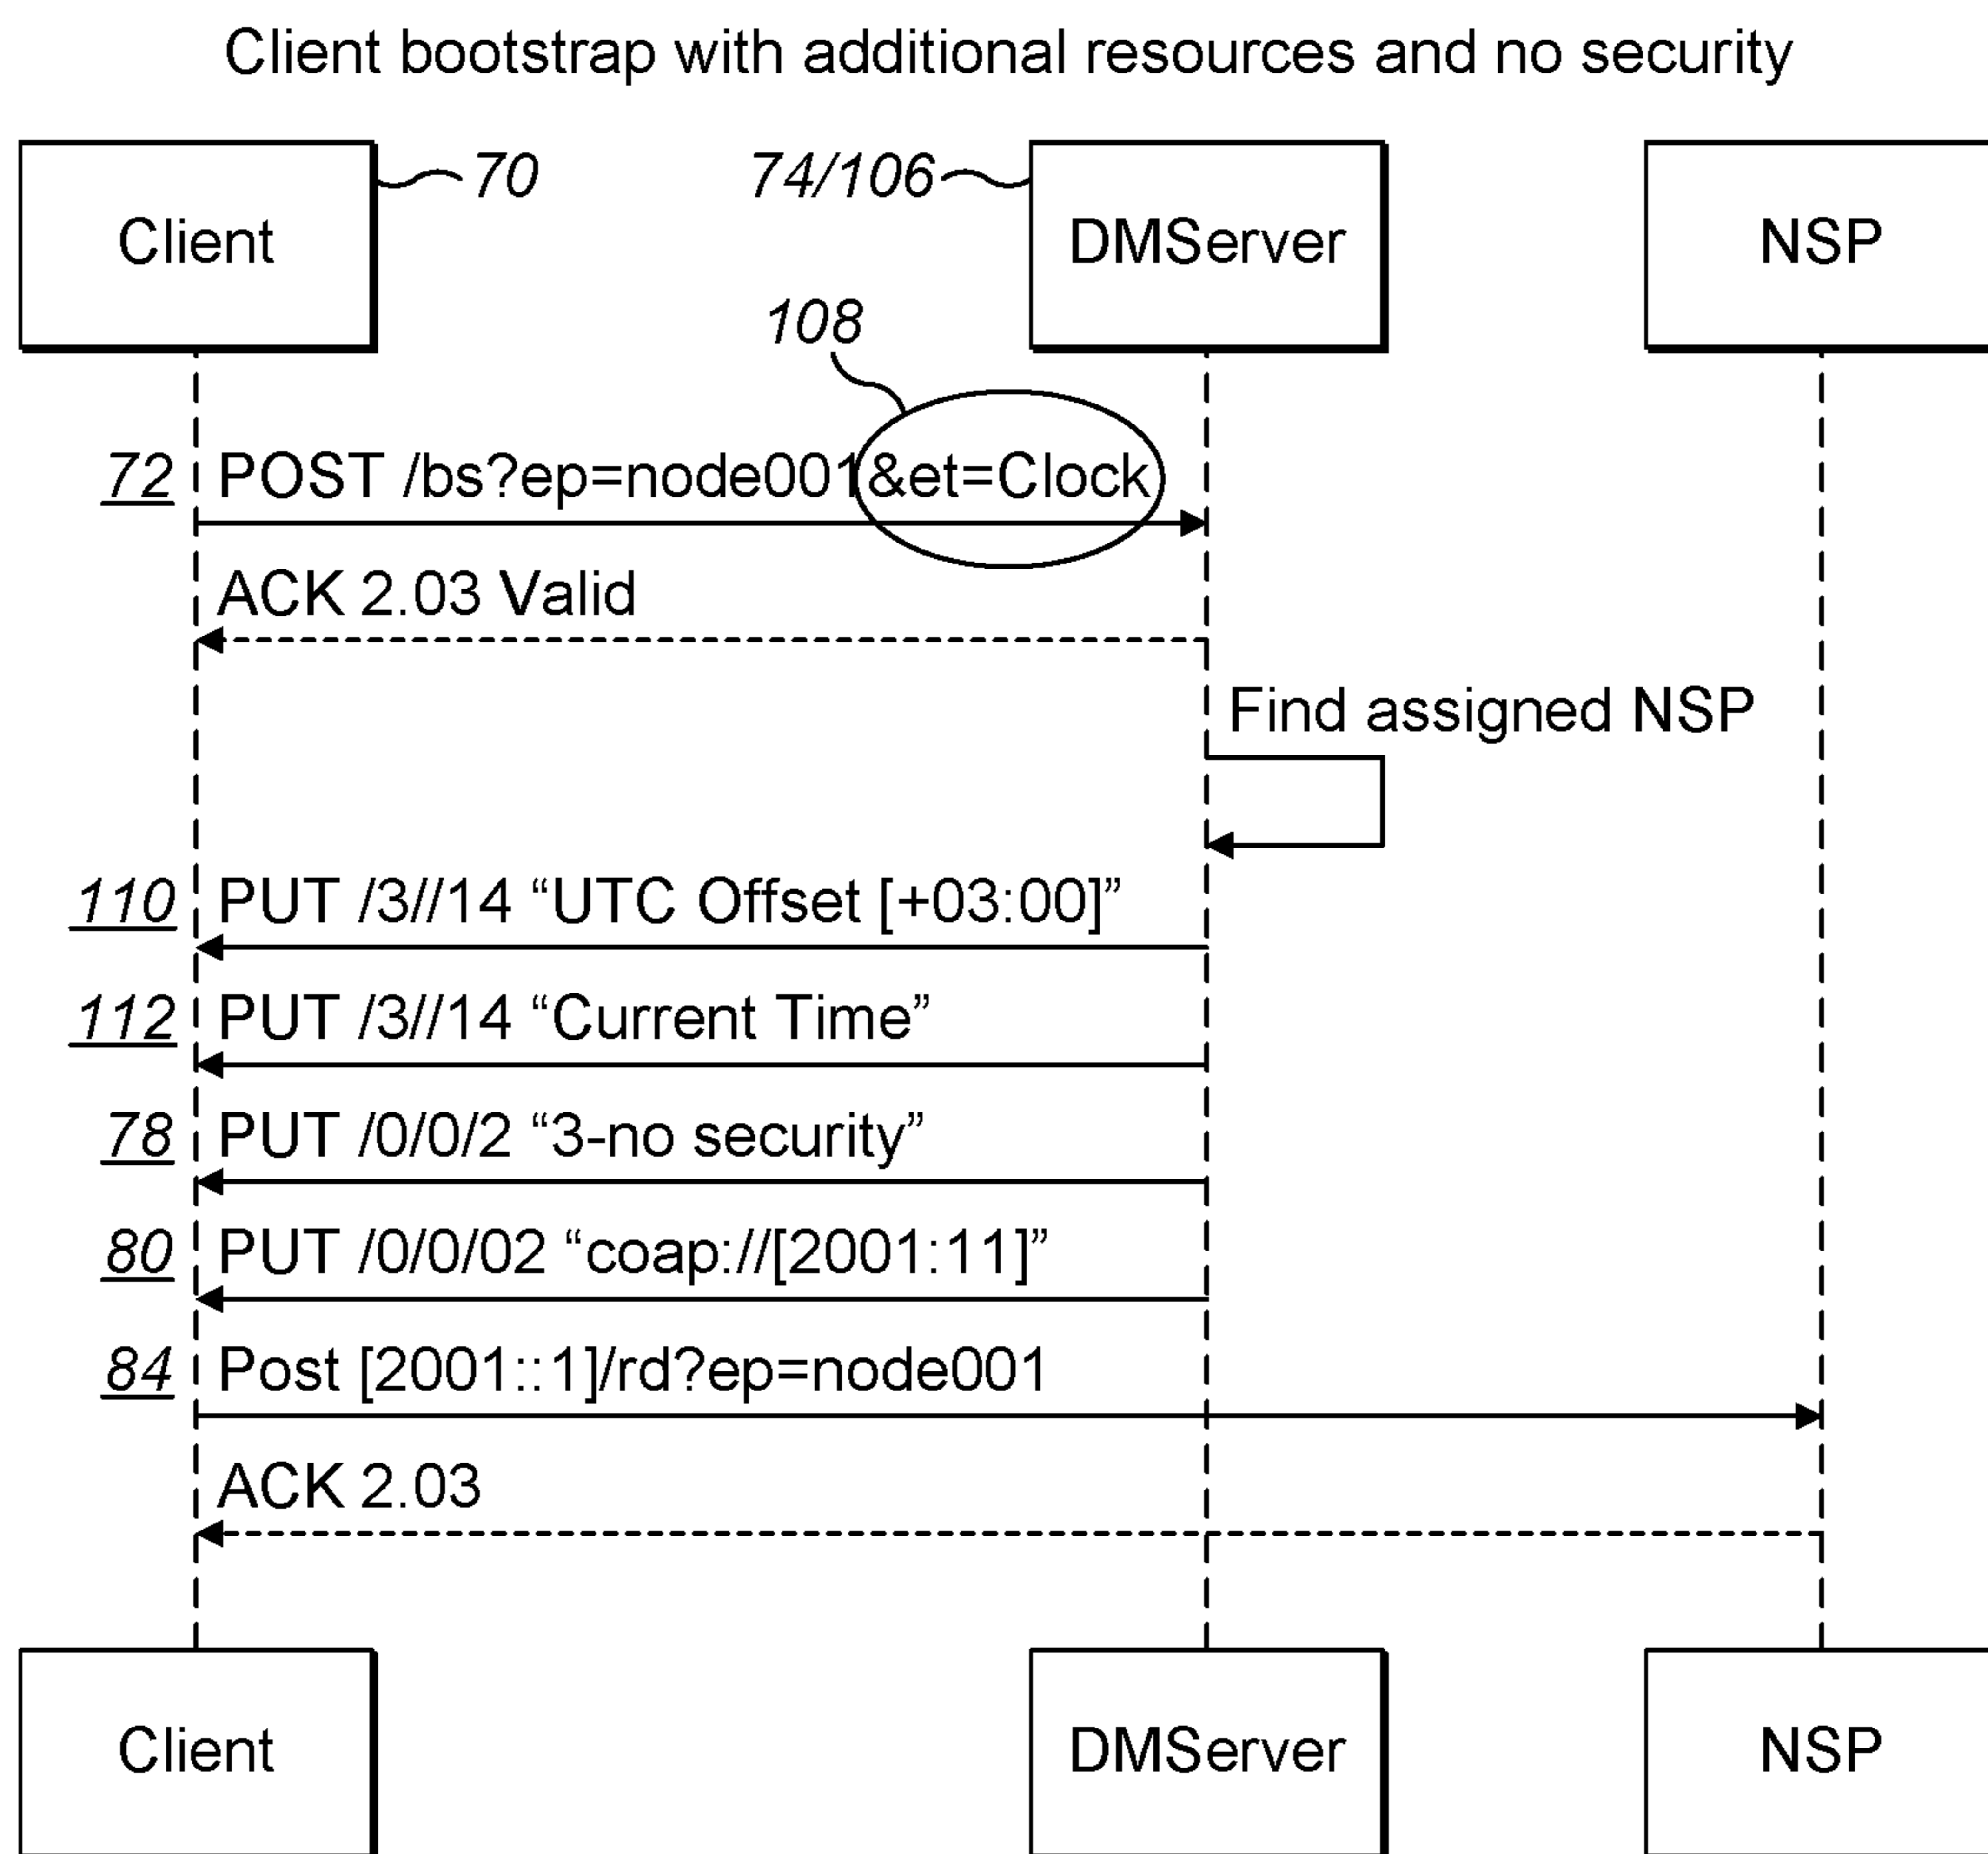 Client bootstrap with additional resources and no security
Client
70
74/106
DMServer
NSP
108
72 POST /bs?ep=node001&et=Clock
ACK 2.03 Valid
Find assigned NSP
110 PUT /3//14 “UTC Offset [+03:00]”
112 PUT /3//14 “Current Time”
78 PUT /0/0/2 “3-no security”
80 PUT /0/0/02 “coap://[2001:11]”
84 Post [2001::1]/rd?ep=node001
ACK 2.03
Client
DMServer
NSP